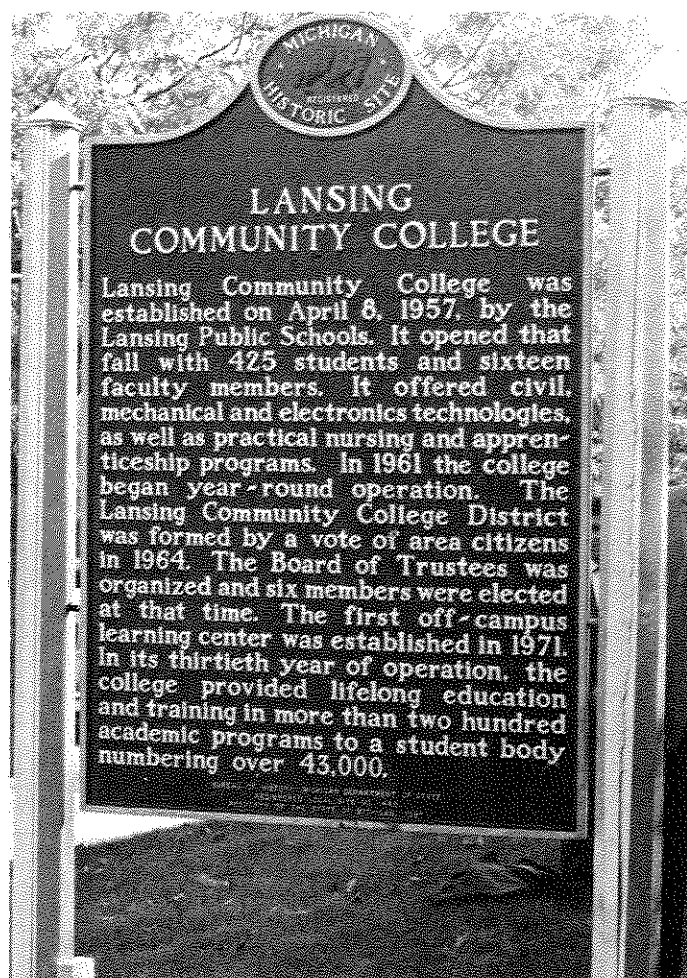 MICHIGAN
REGISTERED
HISTORIC SITE
LANSING
COMMUNITY COLLEGE
Lansing Community College was
established on April 8, 1957, by the
Lansing Public Schools. It opened that
fall with 425 students and sixteen
faculty members. It offered civil,
mechanical and electronics technologies,
as well as practical nursing and appren-
ticeship programs. In 1961 the college
began year-round operation. The
Lansing Community College District
was formed by a vote of area citizens
in 1964. The Board of Trustees was
organized and six members were elected
at that time. The first off-campus
learning center was established in 1971.
In its thirtieth year of operation, the
college provided lifelong education
and training in more than two hundred
academic programs to a student body
numbering over 43,000.